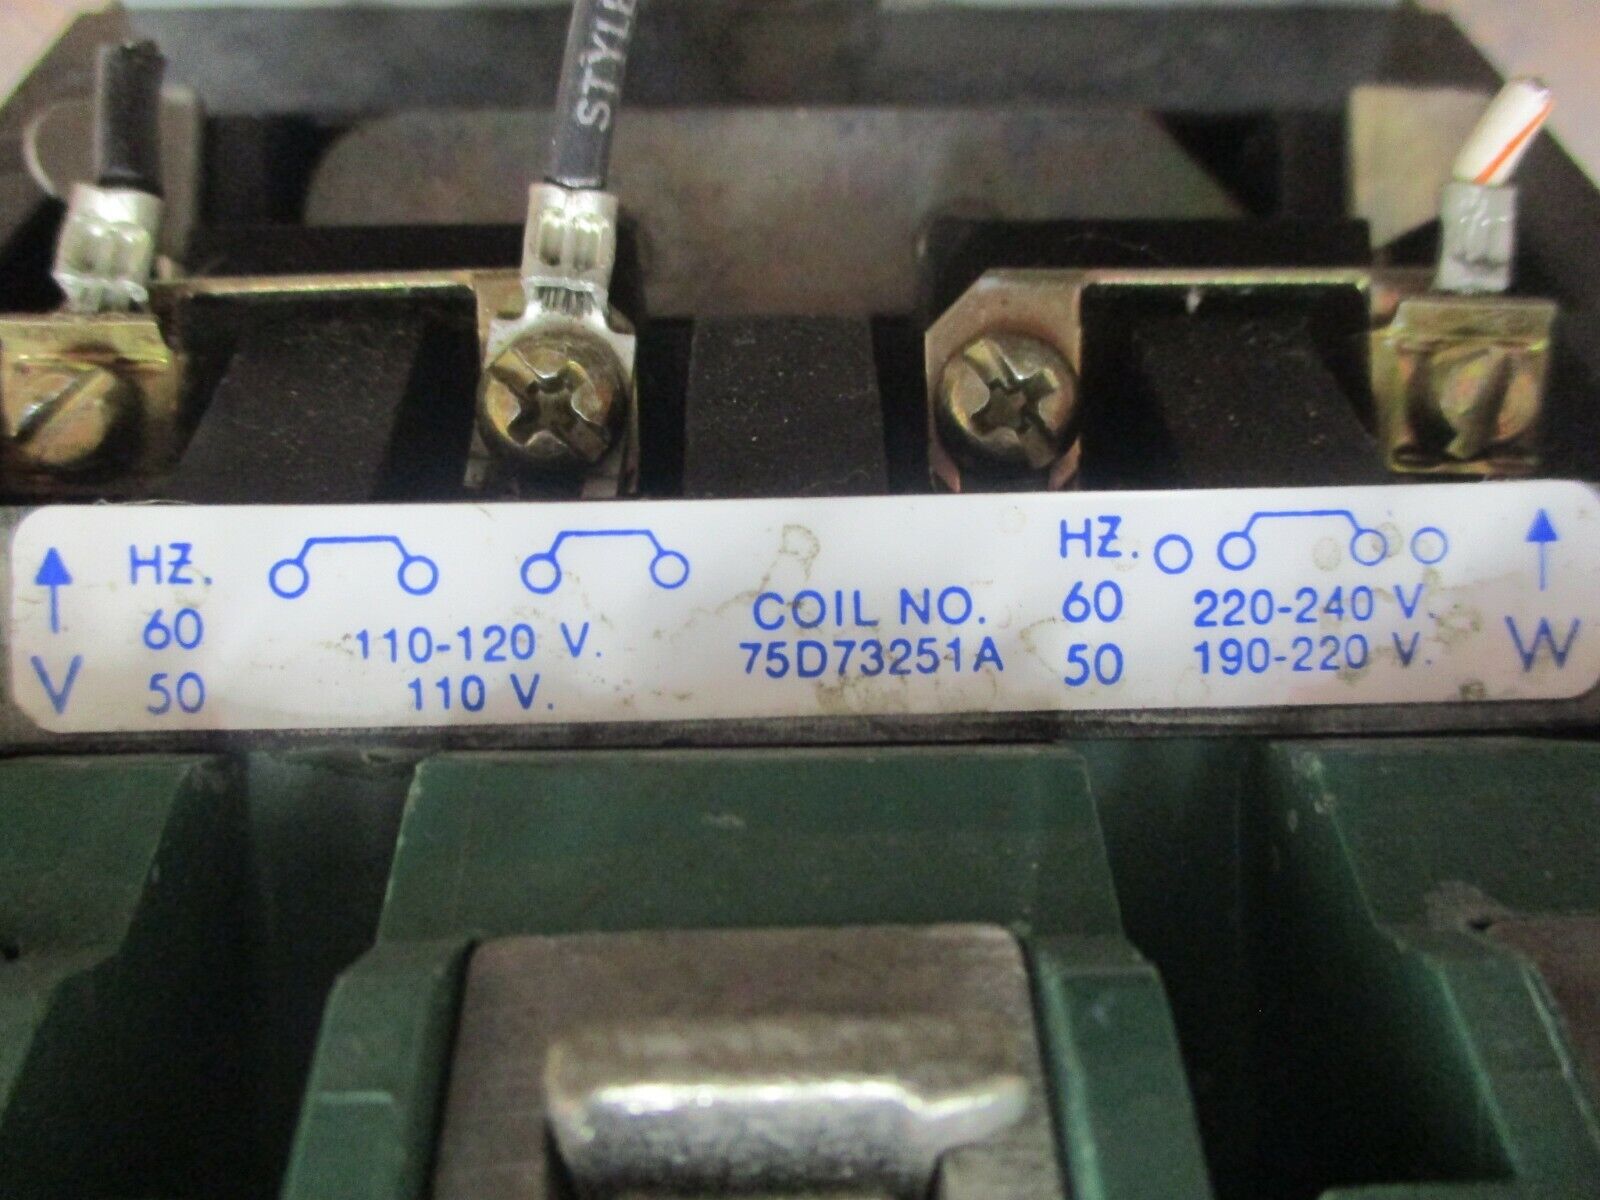 STYLE
V
HZ.
60 110-120 V.
50 110 V.
COIL NO.
75D73251A
HZ.
60 220-240 V.
50 190-220 V.
W